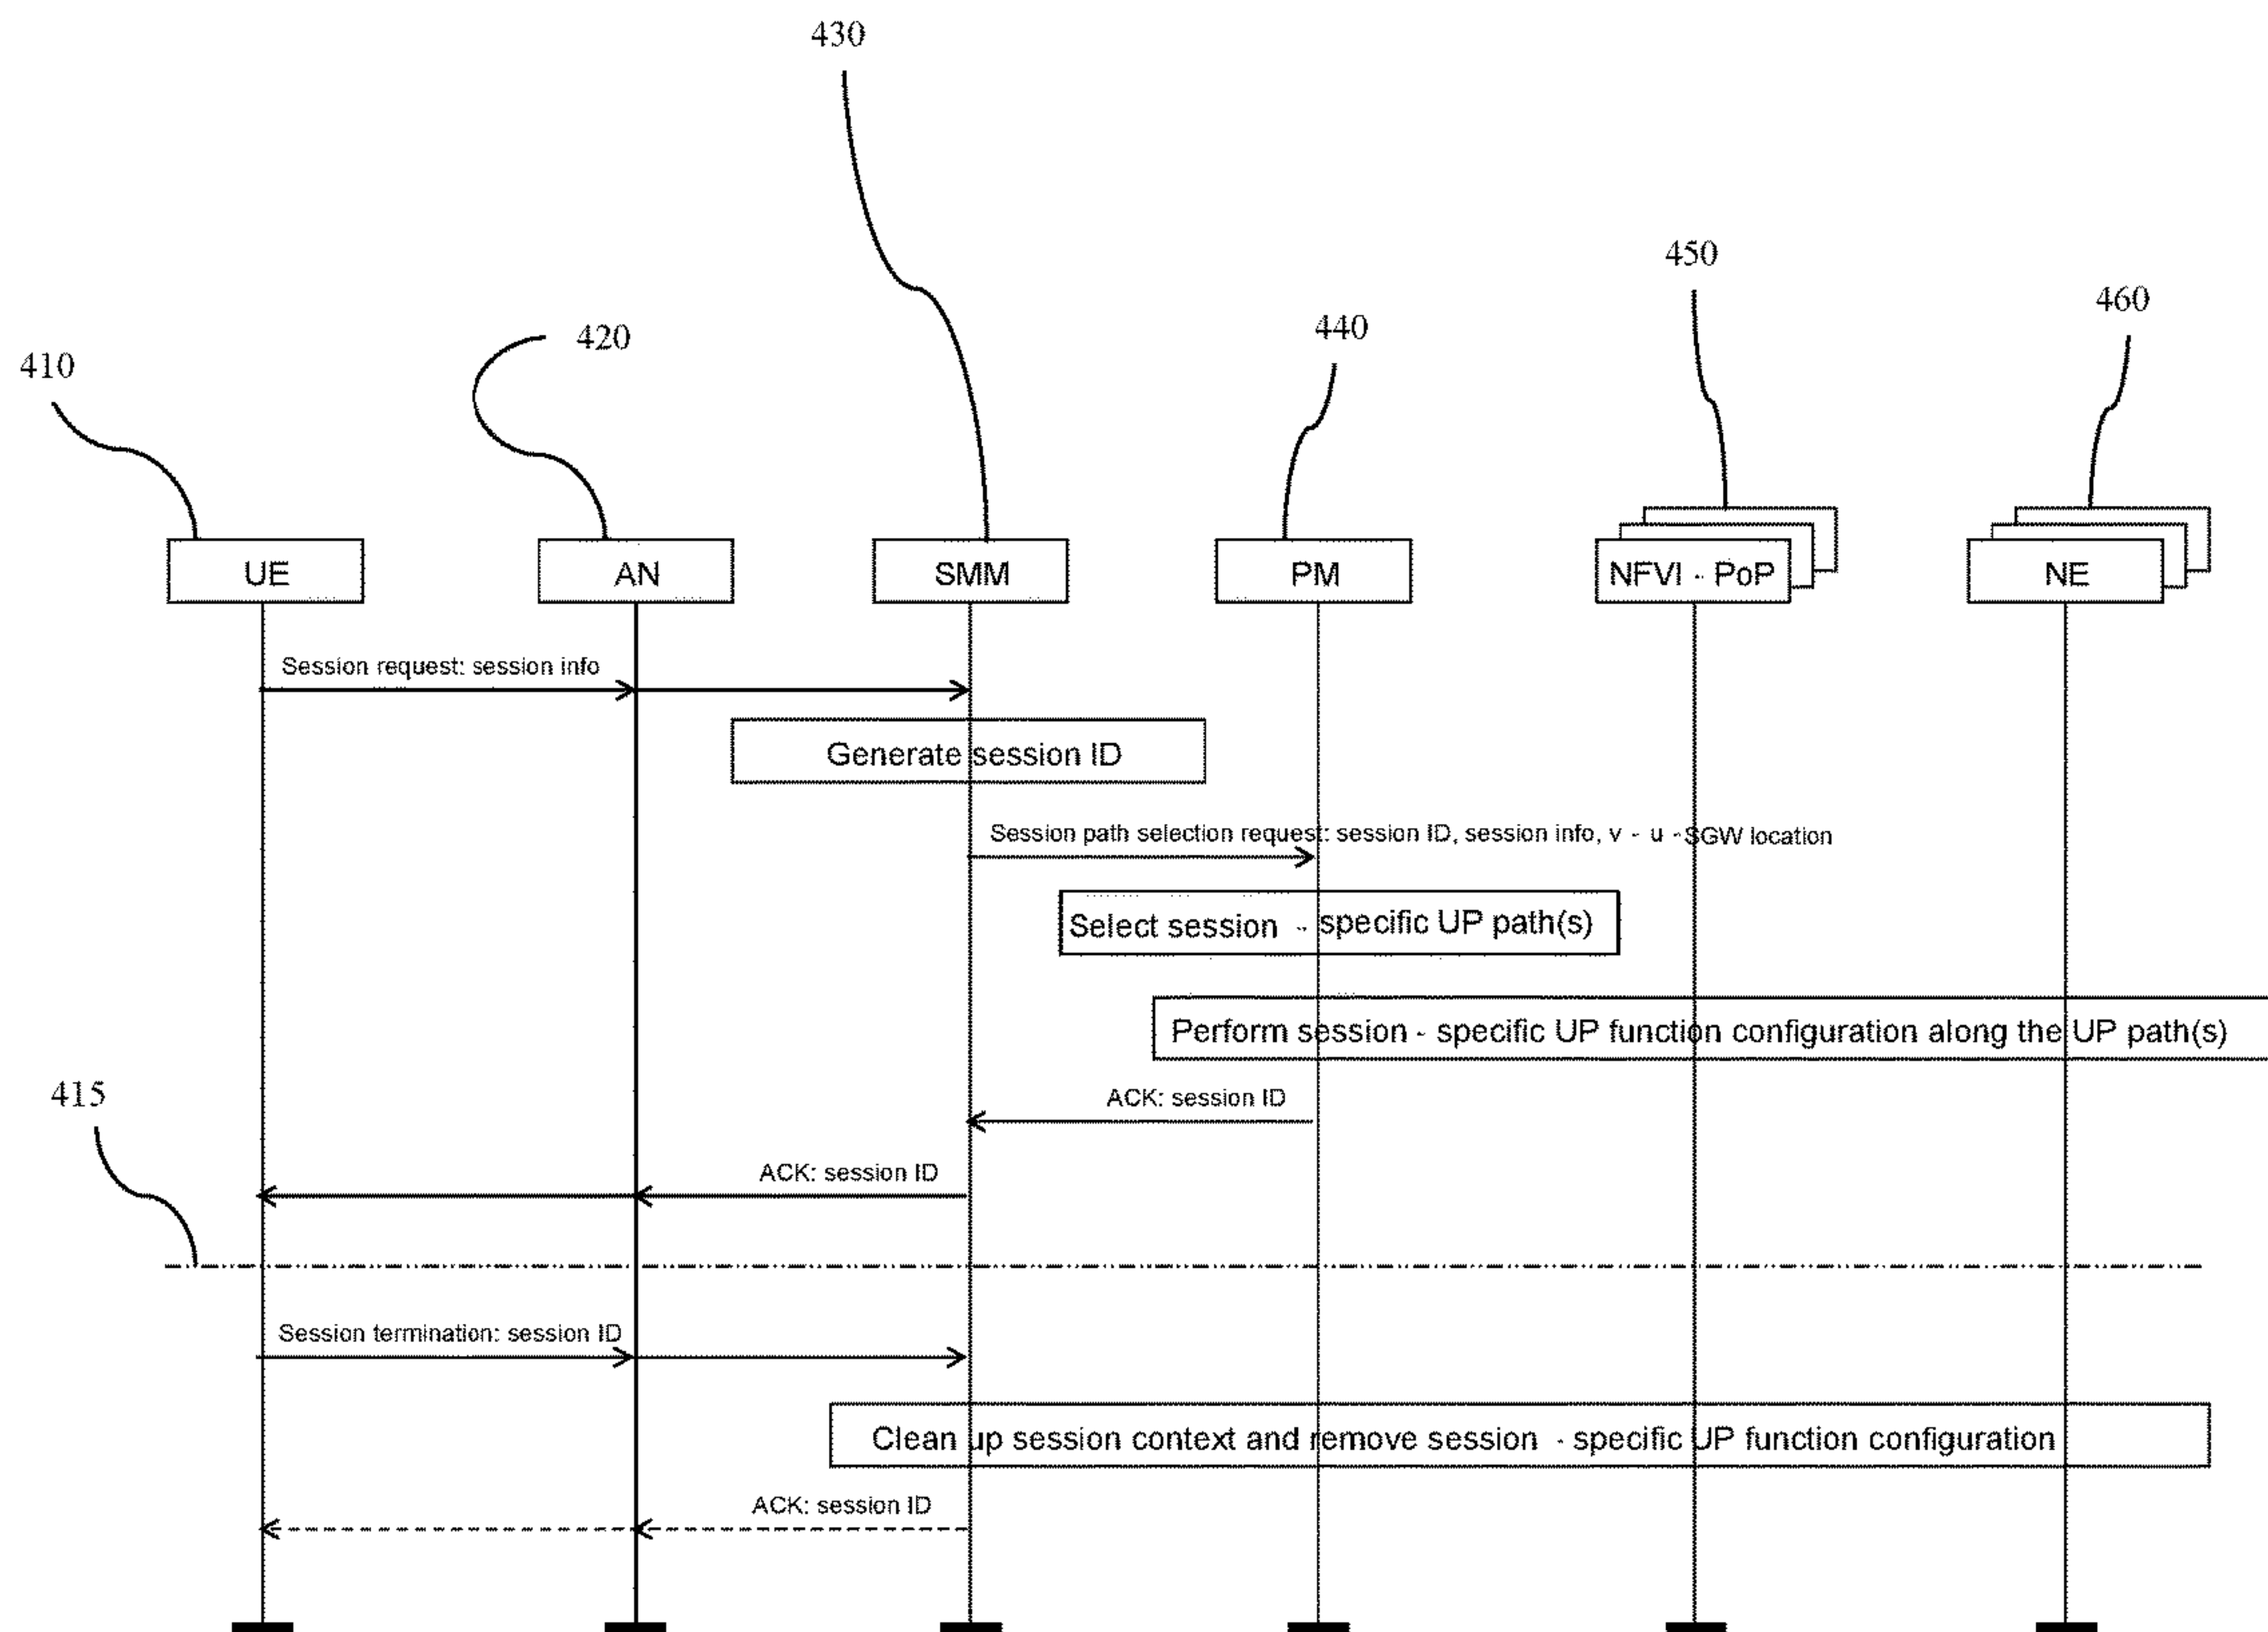 430
450
460
440
420
410
UE
AN
SMM
PM
NFVI - PoP
NE
Session request: session info
Generate session ID
Session path selection request: session ID, session info, v - u -SGW location
Select session - specific UP path(s)
Perform session - specific UP function configuration along the UP path(s)
415
ACK: session ID
ACK: session ID
Session termination: session ID
Clean up session context and remove session - specific UP function configuration
ACK: session ID